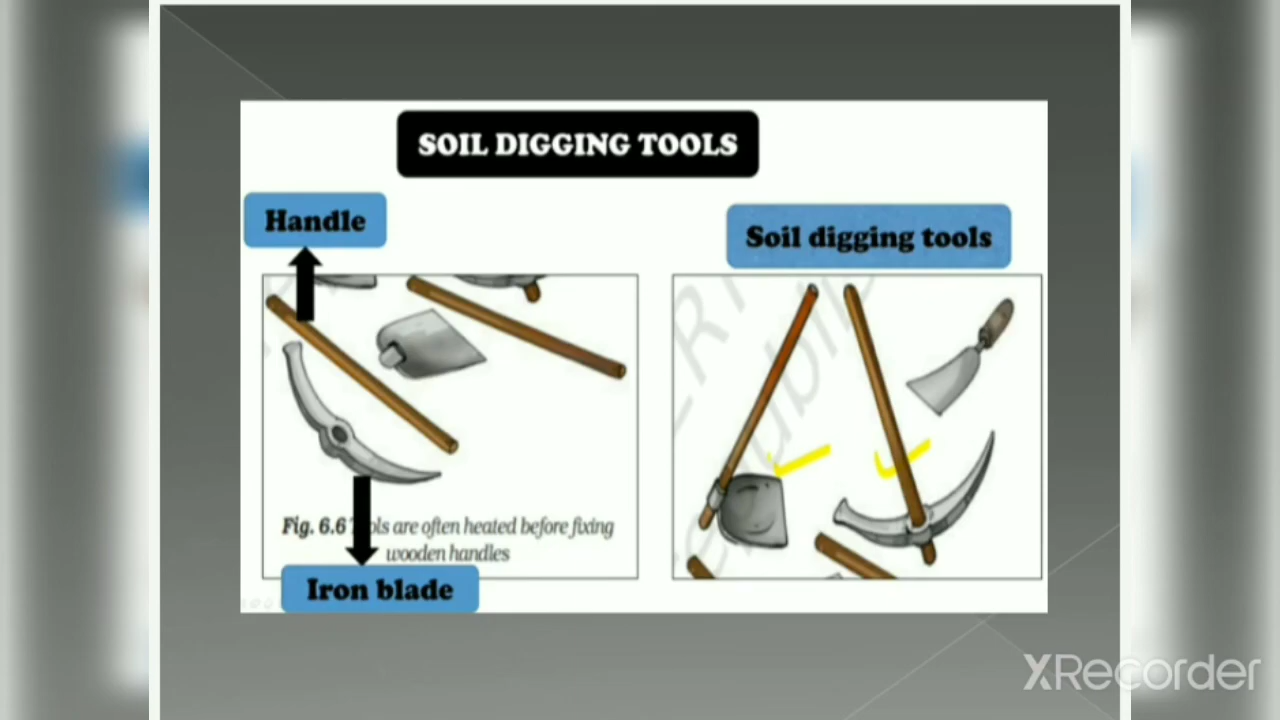 SOIL DIGGING TOOLS
Handle
Soil digging tools
Fig. 6.6 are often heated before fixing
wooden handles
Iron blade
XRecorder